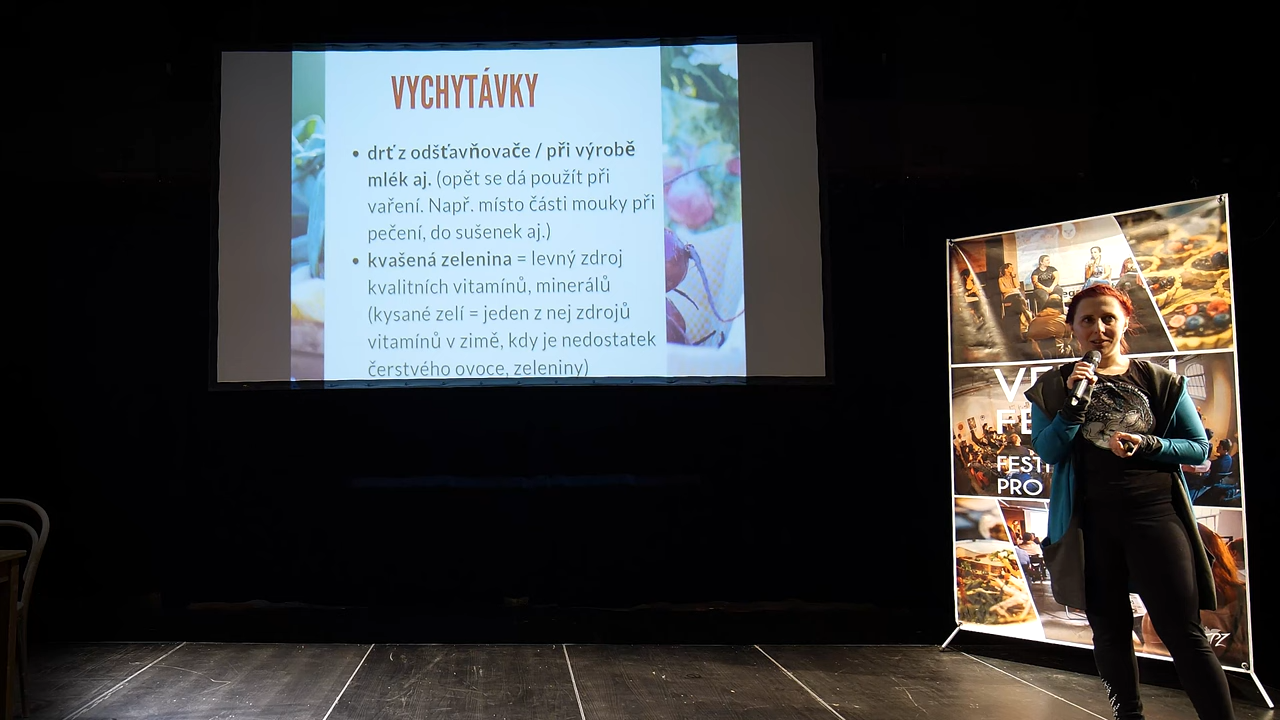 VYCHYTÁVKY
• drť z odšťavňovače / při výrobě
mlék aj. (opět se dá použít při
vaření. Např. místo části mouky při
pečení, do sušenek aj.)
• kvašená zelenina = levný zdroj
kvalitních vitamínů, minerálů
(kysané zelí = jeden z nej zdrojů
vitamínů v zimě, kdy je nedostatek
čerstvého ovoce, zeleniny)
PRO